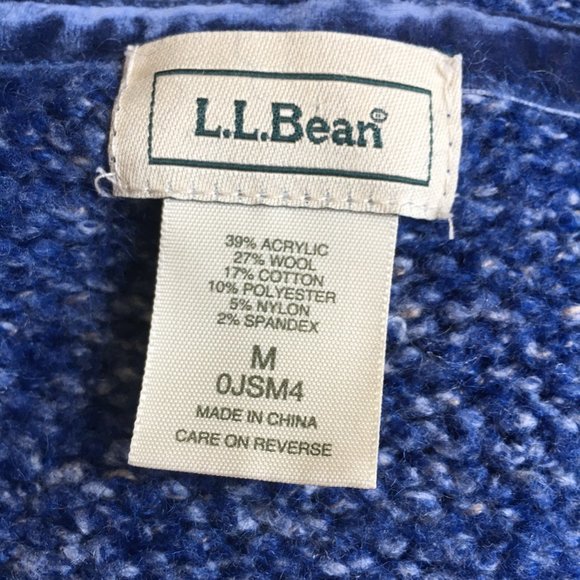 L.L.Bean®
39% ACRYLIC
27% WOOL
17% COTTON
10% POLYESTER
5% NYLON
2% SPANDEX
M
0JSM4
MADE IN CHINA
CARE ON REVERSE